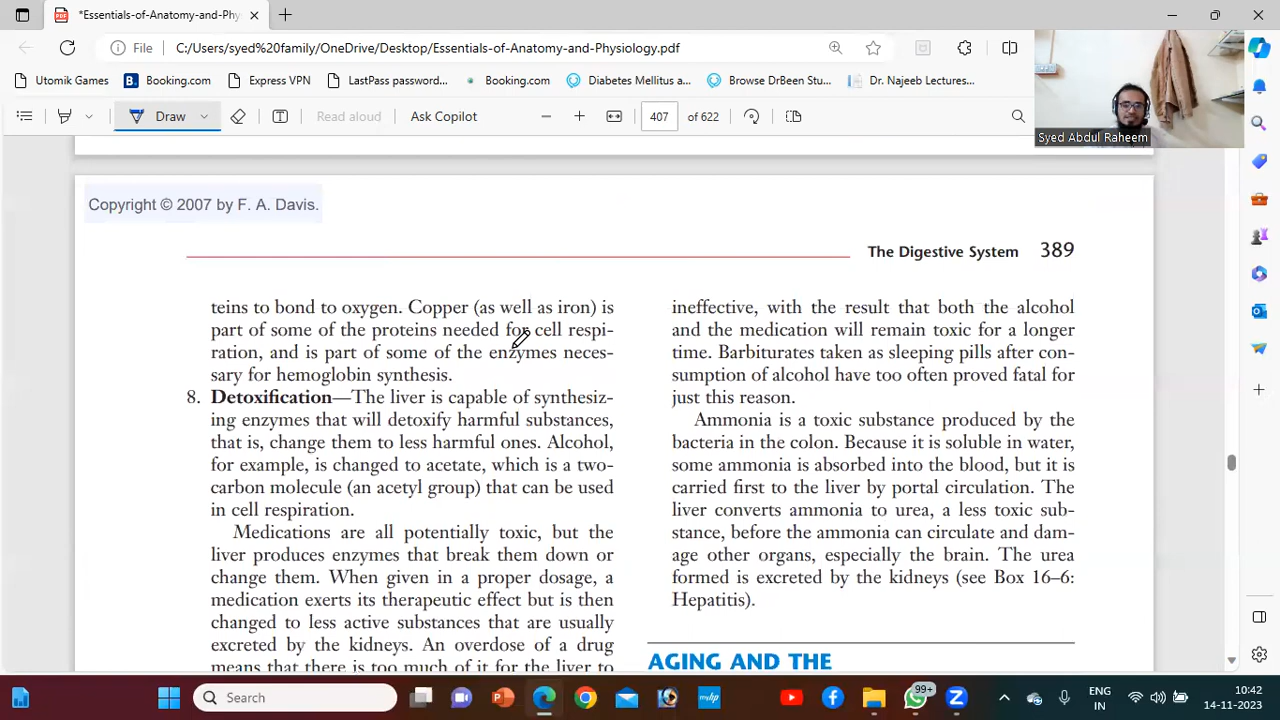 *Essentials-of-Anatomy-and-Phy
File
C:/Users/syed%20family/OneDrive/Desktop/Essentials-of-Anatomy-and-Physiology.pdf
Utomik Games
Booking.com
Express VPN
LastPass password...
Booking.com
Diabetes Mellitus a...
Browse DrBeen Stu...
Dr. Najeeb Lectures...
Draw
Read aloud
Ask Copilot
407
of 622
Syed Abdul Raheem
Copyright © 2007 by F. A. Davis.
The Digestive System 389
teins to bond to oxygen. Copper (as well as iron) is
part of some of the proteins needed for cell respi-
ration, and is part of some of the enzymes neces-
sary for hemoglobin synthesis.
8. Detoxification—The liver is capable of synthesiz-
ing enzymes that will detoxify harmful substances,
that is, change them to less harmful ones. Alcohol,
for example, is changed to acetate, which is a two-
carbon molecule (an acetyl group) that can be used
in cell respiration.
Medications are all potentially toxic, but the
liver produces enzymes that break them down or
change them. When given in a proper dosage, a
medication exerts its therapeutic effect but is then
changed to less active substances that are usually
excreted by the kidneys. An overdose of a drug
means that there is too much of it for the liver to
ineffective, with the result that both the alcohol
and the medication will remain toxic for a longer
time. Barbiturates taken as sleeping pills after con-
sumption of alcohol have too often proved fatal for
just this reason.
Ammonia is a toxic substance produced by the
bacteria in the colon. Because it is soluble in water,
some ammonia is absorbed into the blood, but it is
carried first to the liver by portal circulation. The
liver converts ammonia to urea, a less toxic sub-
stance, before the ammonia can circulate and dam-
age other organs, especially the brain. The urea
formed is excreted by the kidneys (see Box 16–6:
Hepatitis).
AGING AND THE
Search
99+
ENG
IN
10:42
14-11-2023